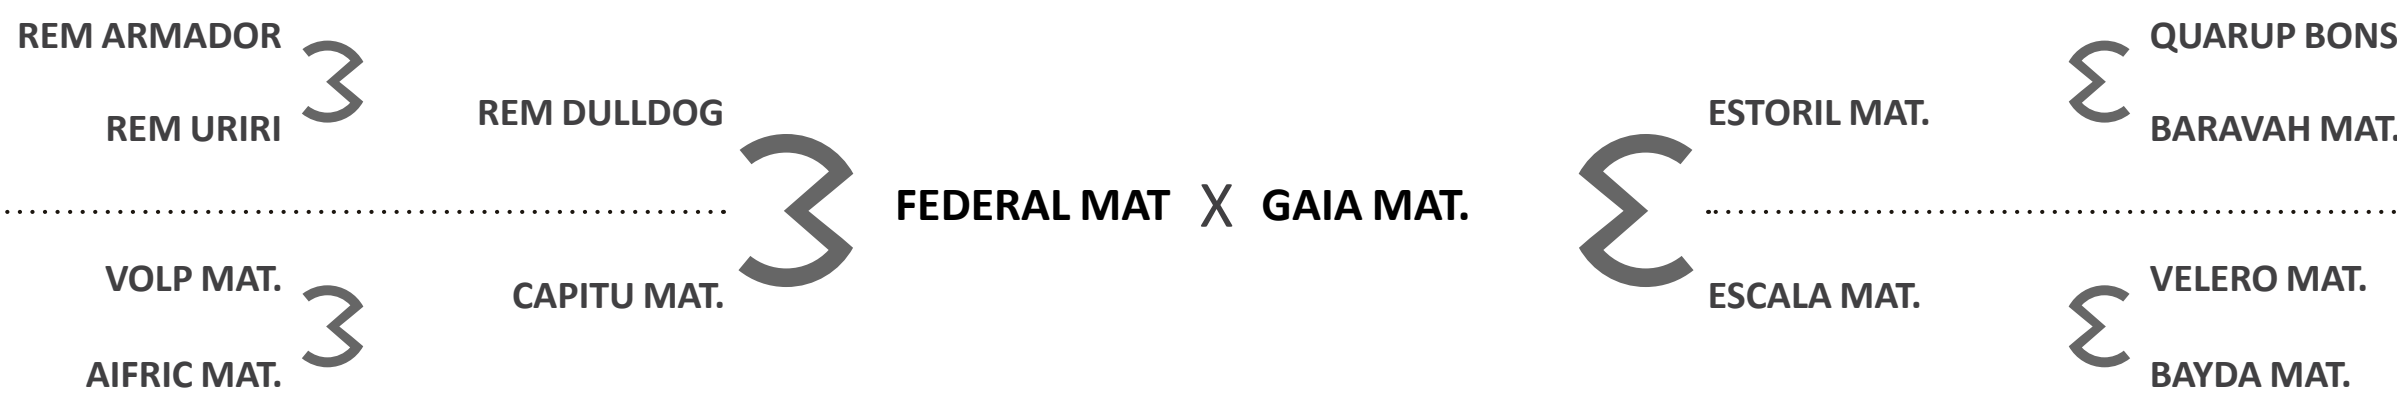 REM ARMADOR
REM URIRI
REM DULLDOG
VOLP MAT.
AIFRIC MAT.
CAPITU MAT.
FEDERAL MAT X GAIA MAT.
ESTORIL MAT.
QUARUP BONS
BARAVAH MAT.
ESCALA MAT.
VELERO MAT.
BAYDA MAT.